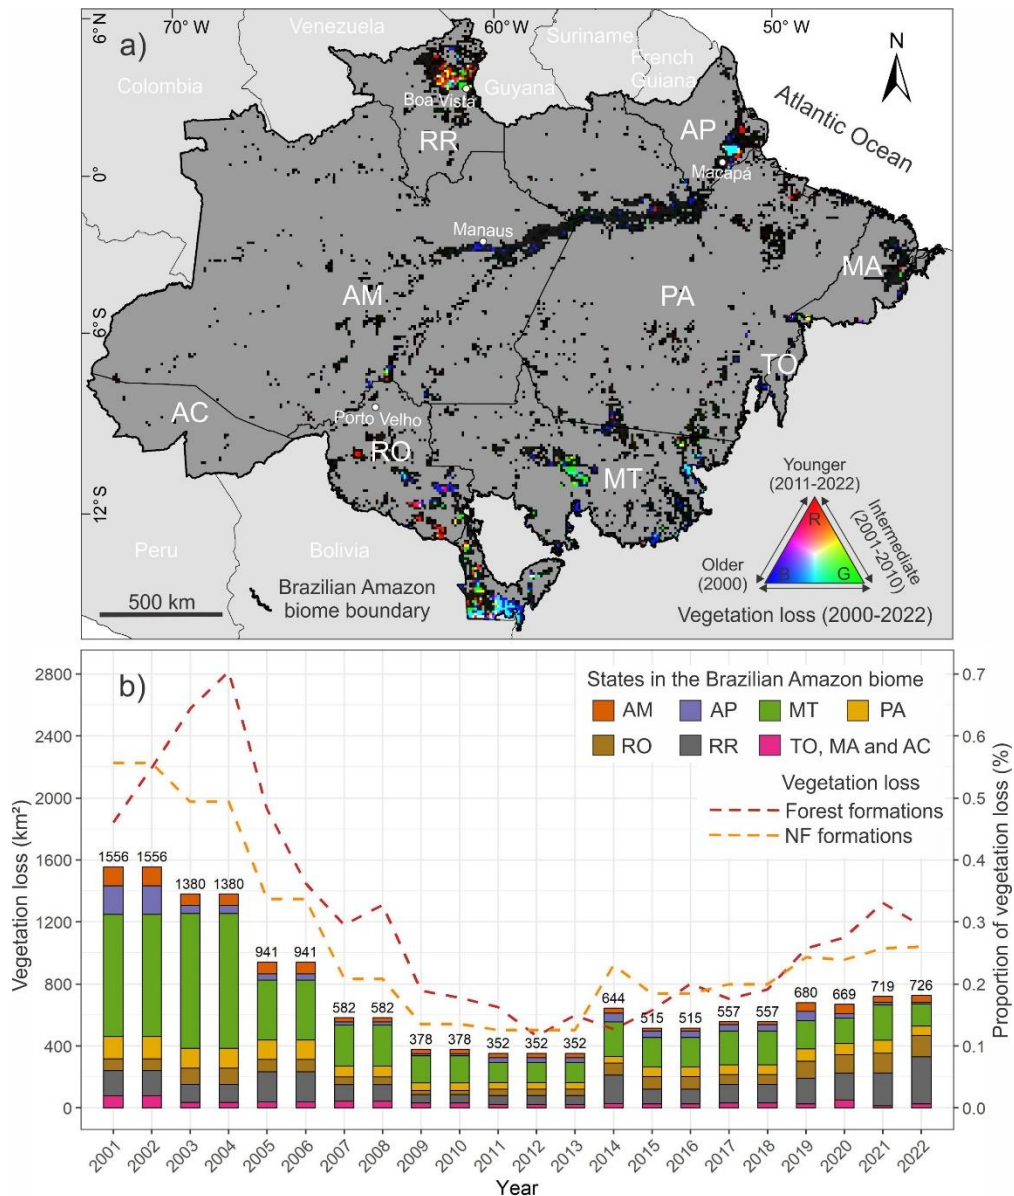 70° W
60° W
50° W
6°N
0°
6°S
12°S
a)
Venezuela
Suriname
French
Guiana
Colombia
Guyana
N
Boa Vista
RR
AP
Atlantic Ocean
Macapá
Manaus
MA
AM
PA
TO
AC
Porto Velho
RO
MT
Peru
Bolivia
Brazilian Amazon
biome boundary
500 km
Younger
(2011-2022)
Intermediate
(2001-2010)
Older
(2000)
R
B
G
Vegetation loss (2000-2022)
b)
States in the Brazilian Amazon biome
AM
AP
MT
PA
RO
RR
TO, MA and AC
Vegetation loss
Forest formations
NF formations
Vegetation loss (km²)
2800
2400
2000
1600
1200
800
400
0
Proportion of vegetation loss (%)
0.7
0.6
0.5
0.4
0.3
0.2
0.1
0.0
1556 1556 1380 1380 941 941 582 582 378 378 352 352 352 644 515 515 557 557 680 669 719 726
2001 2002 2003 2004 2005 2006 2007 2008 2009 2010 2011 2012 2013 2014 2015 2016 2017 2018 2019 2020 2021 2022
Year